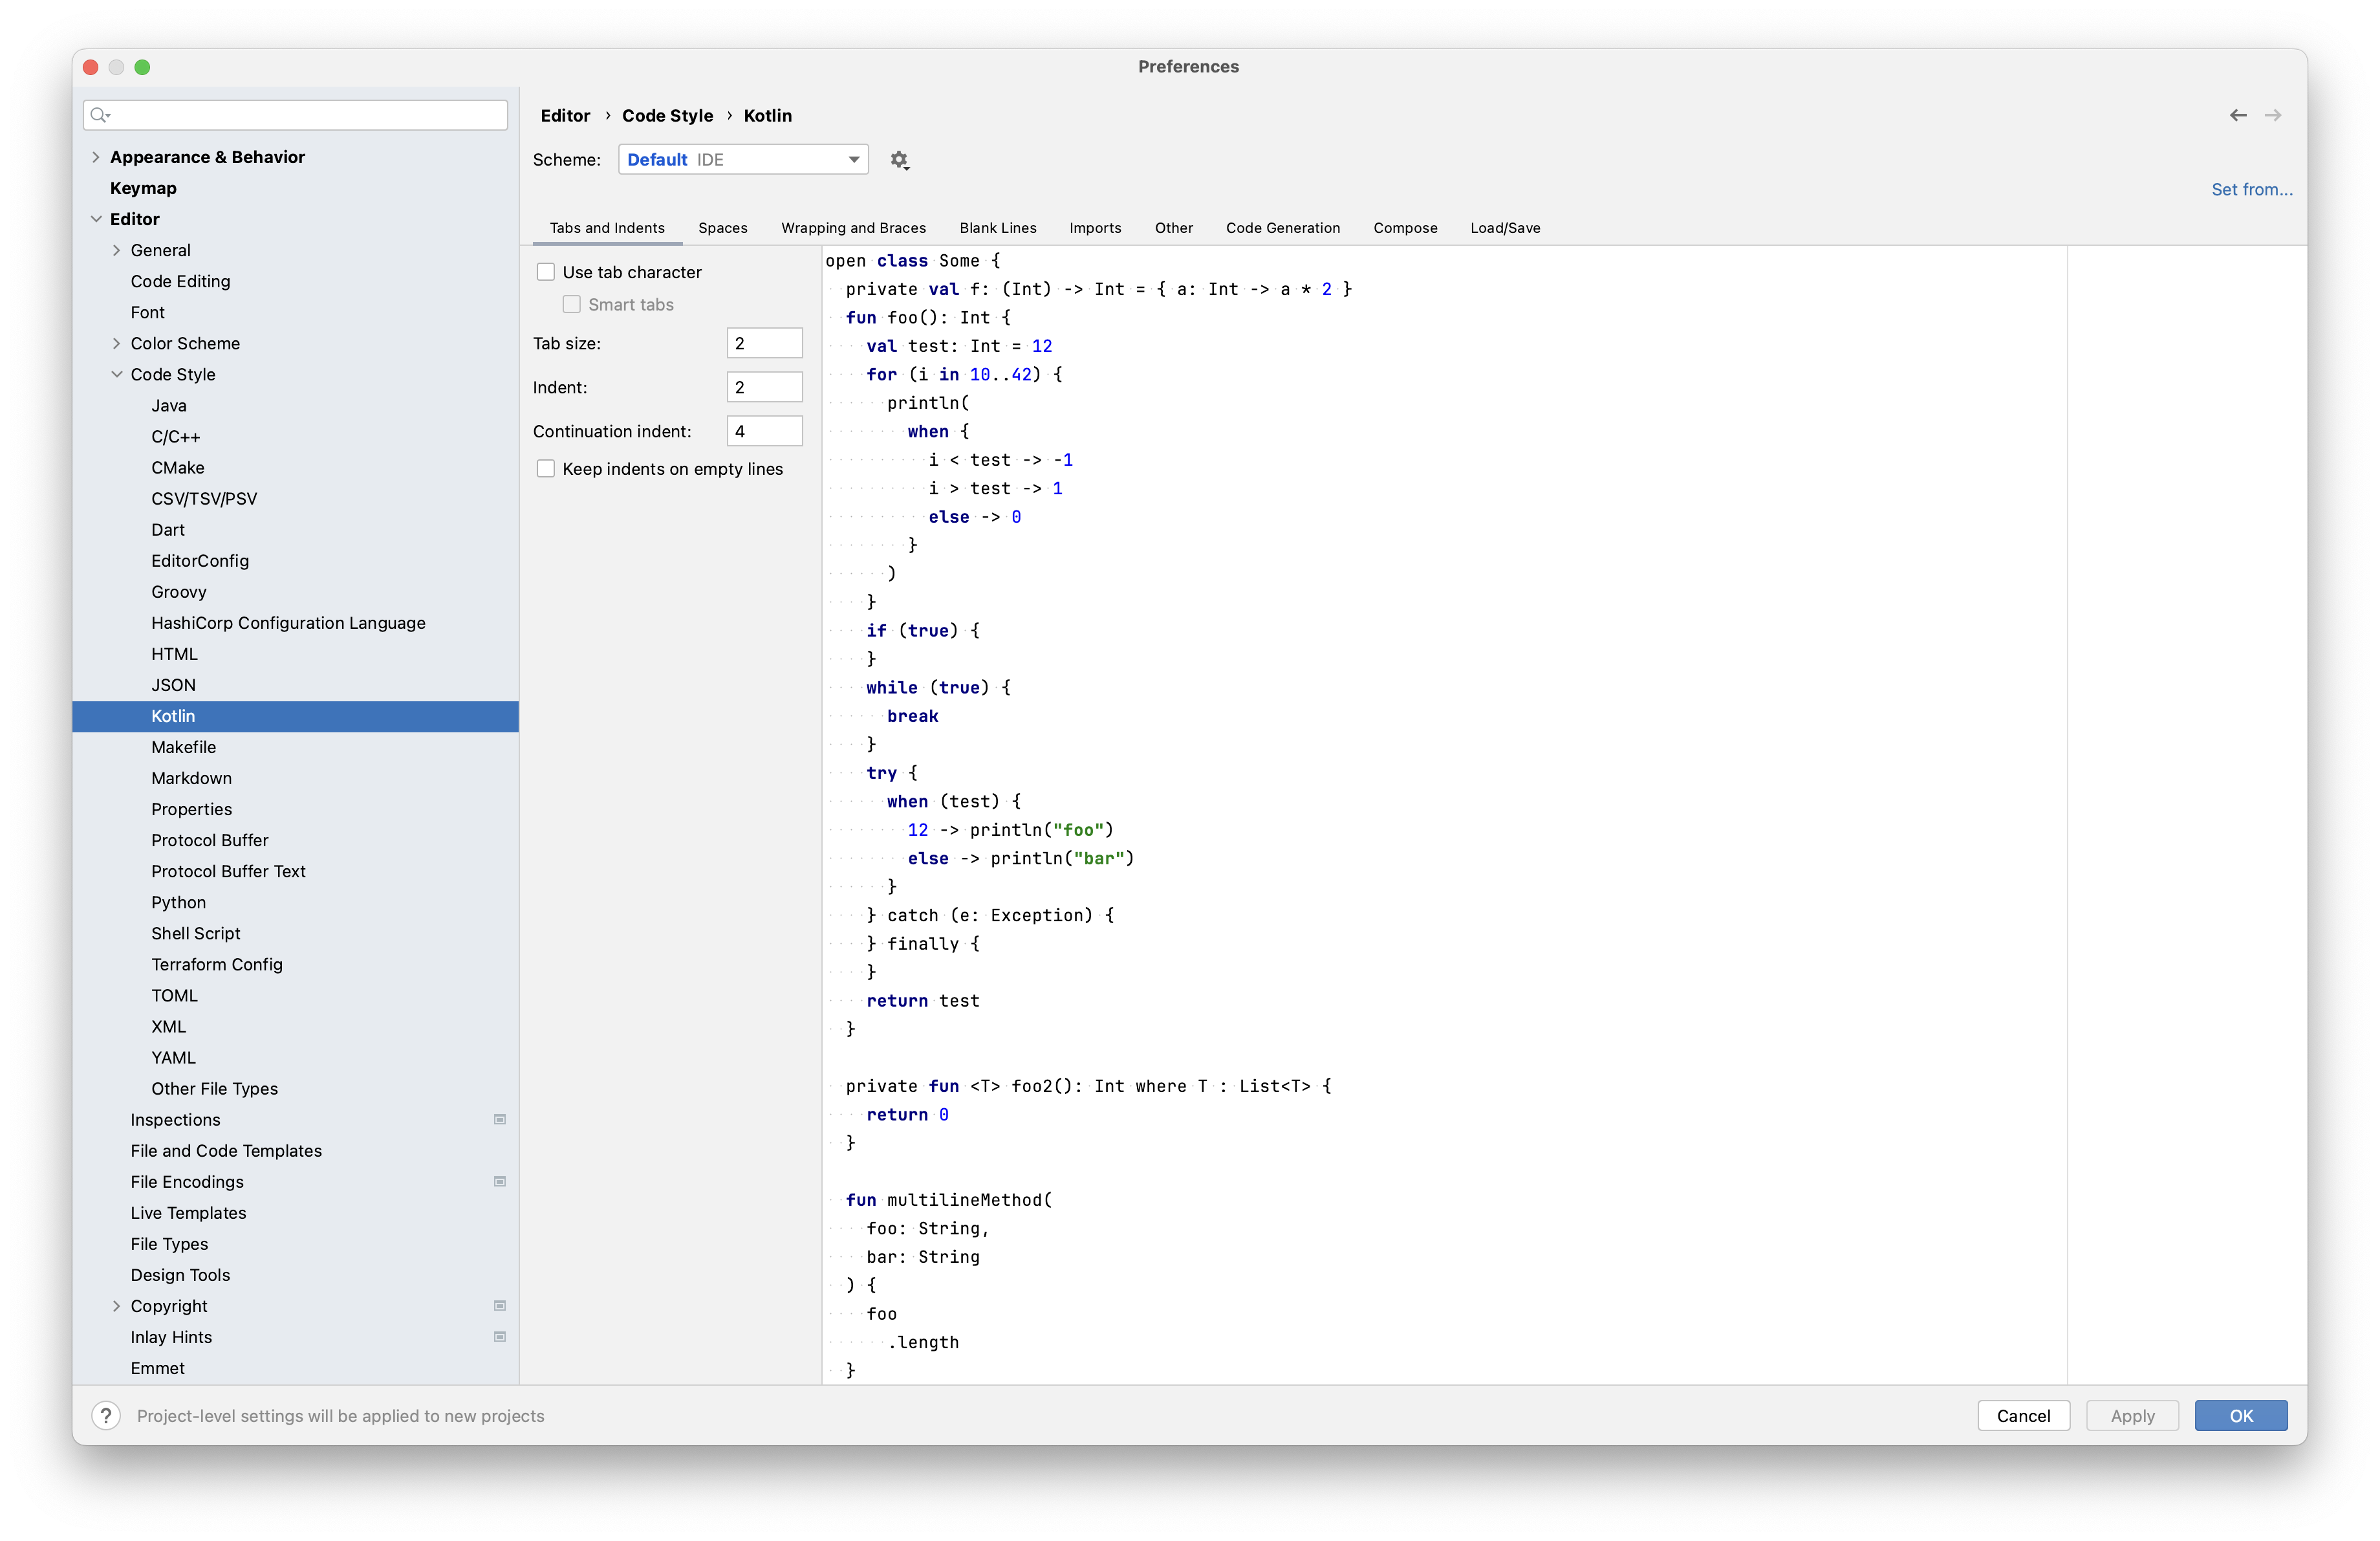 Preferences
Appearance & Behavior
Keymap
Editor
General
Code Editing
Font
Color Scheme
Code Style
Java
C/C++
CMake
CSV/TSV/PSV
Dart
EditorConfig
Groovy
HashiCorp Configuration Language
HTML
JSON
Kotlin
Makefile
Markdown
Properties
Protocol Buffer
Protocol Buffer Text
Python
Shell Script
Terraform Config
TOML
XML
YAML
Other File Types
Inspections
File and Code Templates
File Encodings
Live Templates
File Types
Design Tools
Copyright
Inlay Hints
Emmet
Editor › Code Style › Kotlin
Scheme: Default IDE
Set from...
Tabs and Indents Spaces Wrapping and Braces Blank Lines Imports Other Code Generation Compose Load/Save
Use tab character
Smart tabs
Tab size: 2
Indent: 2
Continuation indent: 4
Keep indents on empty lines
open class Some {
  private val f: (Int) -> Int = { a: Int -> a * 2 }
  fun foo(): Int {
    val test: Int = 12
    for (i in 10..42) {
      println(
        when {
          i < test -> -1
          i > test -> 1
          else -> 0
        }
      )
    }
    if (true) {
    }
    while (true) {
      break
    }
    try {
      when (test) {
        12 -> println("foo")
        else -> println("bar")
      }
    } catch (e: Exception) {
    } finally {
    }
    return test
  }

  private fun <T> foo2(): Int where T : List<T> {
    return 0
  }

  fun multilineMethod(
    foo: String,
    bar: String
  ) {
    foo
      .length
  }
? Project-level settings will be applied to new projects
Cancel Apply OK